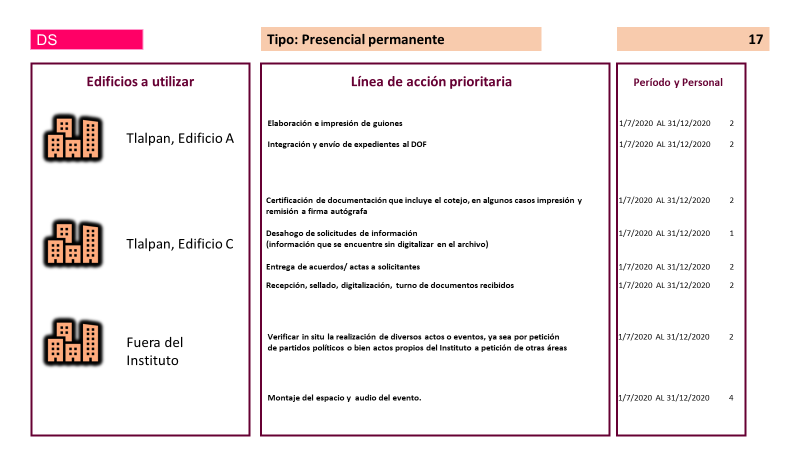 DS
Tipo: Presencial permanente
17
Edificios a utilizar
Línea de acción prioritaria
Período y Personal
Tlalpan, Edificio A
Elaboración e impresión de guiones
1/7/2020 AL 31/12/2020 2
Integración y envío de expedientes al DOF
1/7/2020 AL 31/12/2020 2
Tlalpan, Edificio C
Certificación de documentación que incluye el cotejo, en algunos casos impresión y
remisión a firma autógrafa
1/7/2020 AL 31/12/2020 2
Desahogo de solicitudes de información
(información que se encuentre sin digitalizar en el archivo)
1/7/2020 AL 31/12/2020 1
Entrega de acuerdos/ actas a solicitantes
1/7/2020 AL 31/12/2020 2
Recepción, sellado, digitalización, turno de documentos recibidos
1/7/2020 AL 31/12/2020 2
Fuera del
Instituto
Verificar in situ la realización de diversos actos o eventos, ya sea por petición
de partidos políticos o bien actos propios del Instituto a petición de otras áreas
1/7/2020 AL 31/12/2020 2
Montaje del espacio y audio del evento.
1/7/2020 AL 31/12/2020 4